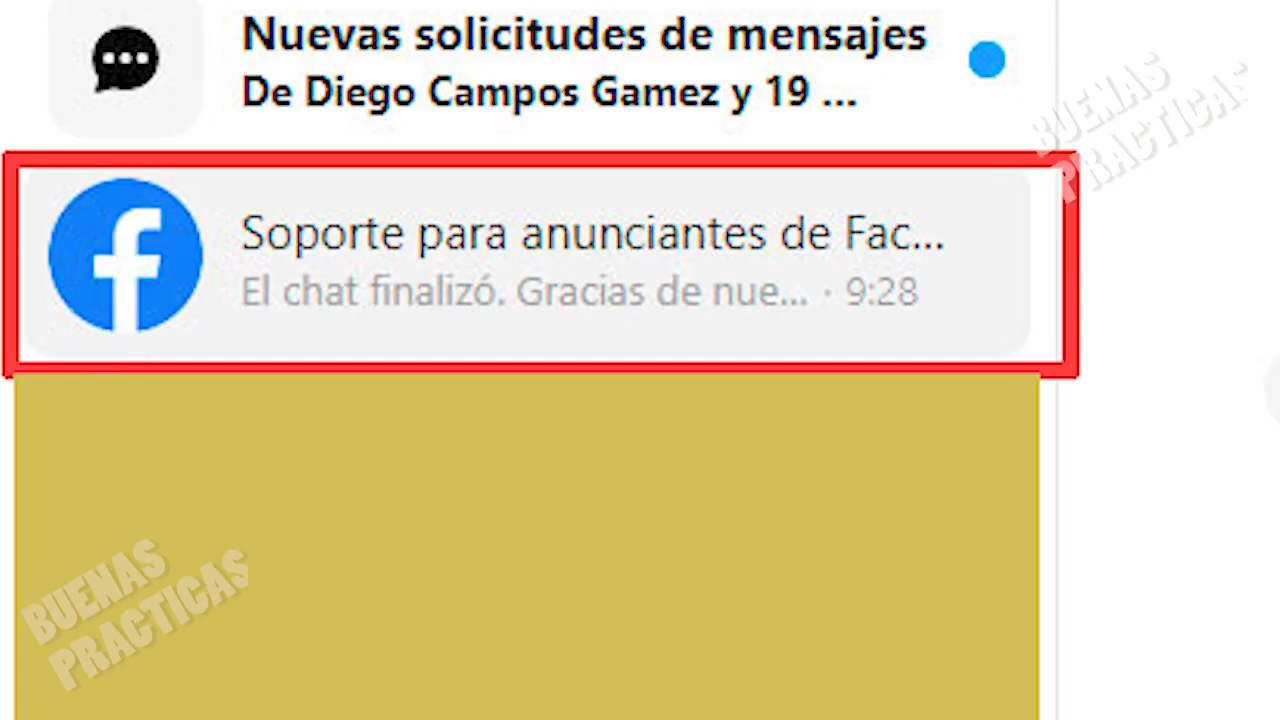 Nuevas solicitudes de mensajes
De Diego Campos Gamez y 19 ...
BUENAS
PRACTICAS
Soporte para anunciantes de Fac...
El chat finalizó. Gracias de nue... · 9:28
BUENAS
PRACTICAS